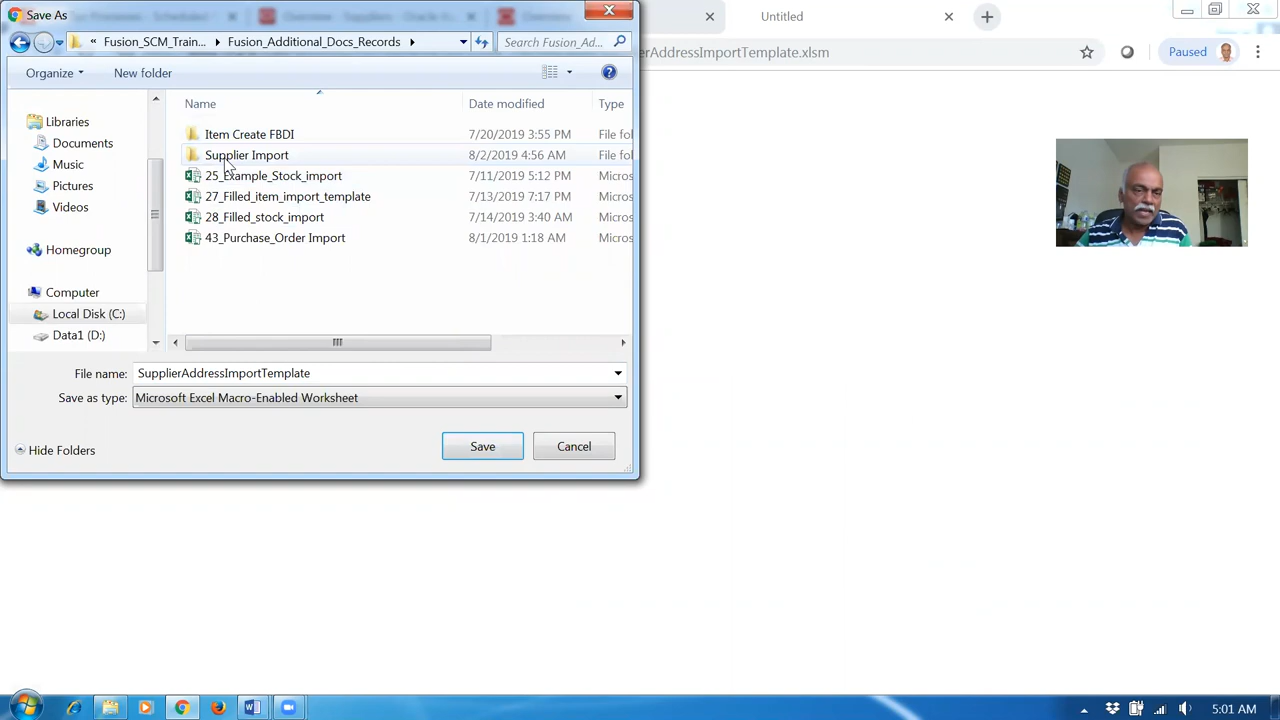 Save As
Untitled
Fusion_SCM_Train... Fusion_Additional_Docs_Records Search Fusion_Ad...
erAddressImportTemplate.xlsm
Paused
Organize New folder
Name Date modified Type
Libraries
Documents
Music
Pictures
Videos
Homegroup
Computer
Local Disk (C:)
Data1 (D:)
Item Create FBDI 7/20/2019 3:55 PM File fo
Supplier Import 8/2/2019 4:56 AM File fo
25_Example_Stock_import 7/11/2019 5:12 PM Micros
27_Filled_item_import_template 7/13/2019 7:17 PM Micros
28_Filled_stock_import 7/14/2019 3:40 AM Micros
43_Purchase_Order Import 8/1/2019 1:18 AM Micros
File name: SupplierAddressImportTemplate
Save as type: Microsoft Excel Macro-Enabled Worksheet
Hide Folders
Save
Cancel
5:01 AM